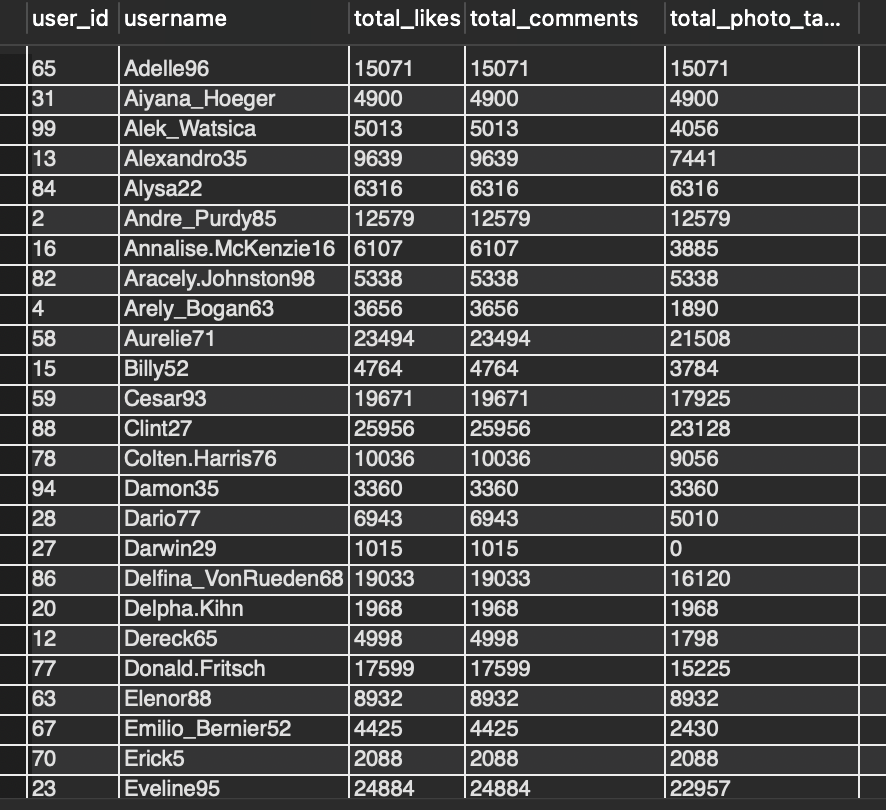 user_id username total_likes total_comments total_photo_ta...
65 Adelle96 15071 15071 15071
31 Aiyana_Hoeger 4900 4900 4900
99 Alek_Watsica 5013 5013 4056
13 Alexandro35 9639 9639 7441
84 Alysa22 6316 6316 6316
2 Andre_Purdy85 12579 12579 12579
16 Annalise.McKenzie16 6107 6107 3885
82 Aracely.Johnston98 5338 5338 5338
4 Arely_Bogan63 3656 3656 1890
58 Aurelie71 23494 23494 21508
15 Billy52 4764 4764 3784
59 Cesar93 19671 19671 17925
88 Clint27 25956 25956 23128
78 Colten.Harris76 10036 10036 9056
94 Damon35 3360 3360 3360
28 Dario77 6943 6943 5010
27 Darwin29 1015 1015 0
86 Delfina_VonRueden68 19033 19033 16120
20 Delpha.Kihn 1968 1968 1968
12 Dereck65 4998 4998 1798
77 Donald.Fritsch 17599 17599 15225
63 Elenor88 8932 8932 8932
67 Emilio_Bernier52 4425 4425 2430
70 Erick5 2088 2088 2088
23 Eveline95 24884 24884 22957